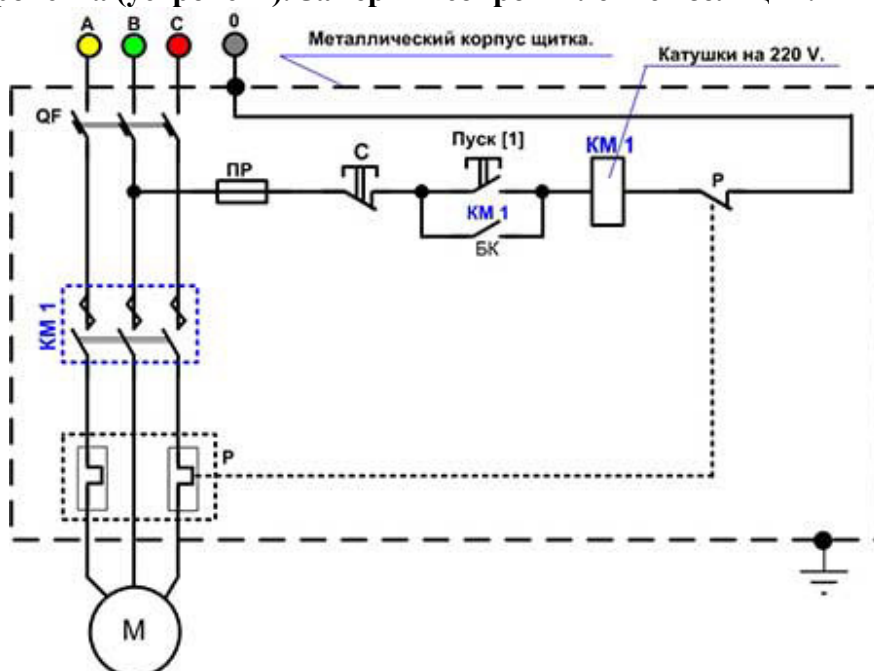 А В С 0
Металлический корпус щитка.
Катушки на 220 V.
QF
ПР
С
Пуск [1]
КМ 1
КМ 1
БК
Р
КМ 1
Р
М